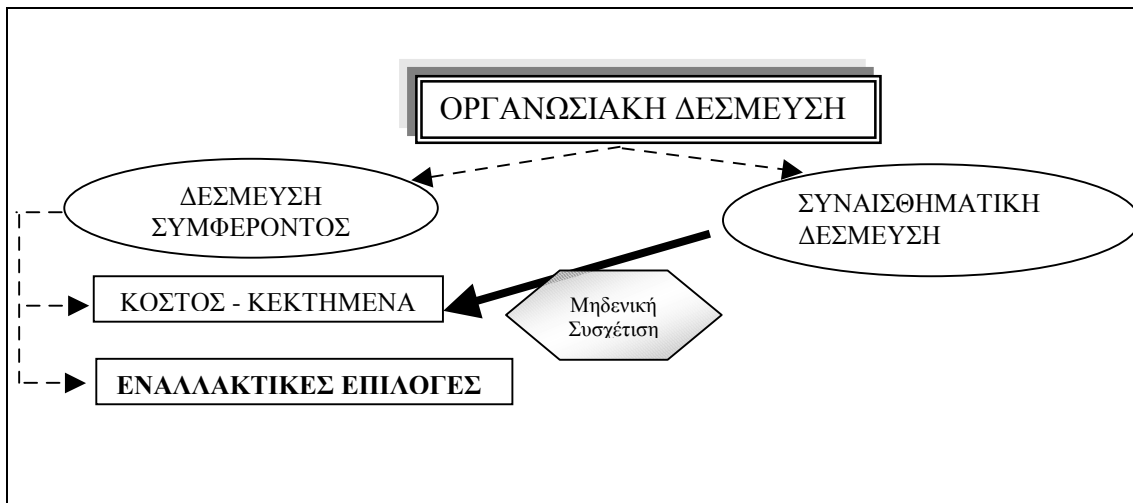 ΟΡΓΑΝΩΣΙΑΚΗ ΔΕΣΜΕΥΣΗ
ΔΕΣΜΕΥΣΗ
ΣΥΜΦΕΡΟΝΤΟΣ
ΣΥΝΑΙΣΘΗΜΑΤΙΚΗ
ΔΕΣΜΕΥΣΗ
ΚΟΣΤΟΣ - ΚΕΚΤΗΜΕΝΑ
Μηδενική
Συσχέτιση
ΕΝΑΛΛΑΚΤΙΚΕΣ ΕΠΙΛΟΓΕΣ